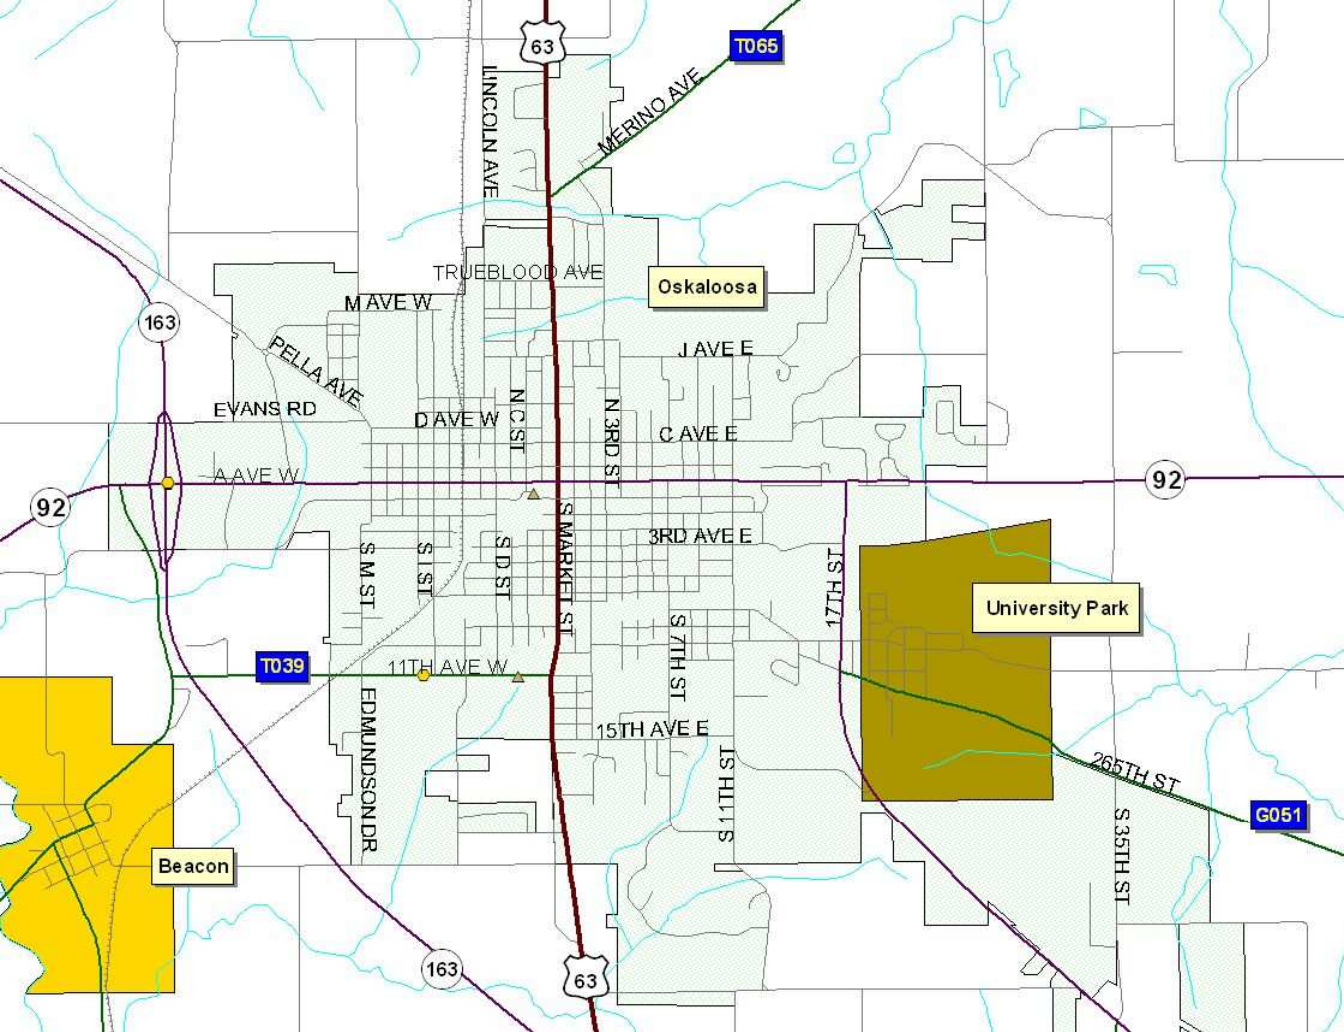 63
T065
LINCOLN AVE
MERINO AVE
TRUEBLOOD AVE
Oskaloosa
M AVE W
163
PELLA AVE
J AVE E
EVANS RD
D AVE W
N C ST
N 3RD ST
C AVE E
A AVE W
92
92
S MARKET ST
3RD AVE E
S M ST
S I ST
S D ST
17TH ST
University Park
S 7TH ST
T039
11TH AVE W
EDMUNDSON DR
15TH AVE E
S 11TH ST
265TH ST
G051
S 35TH ST
Beacon
163
63